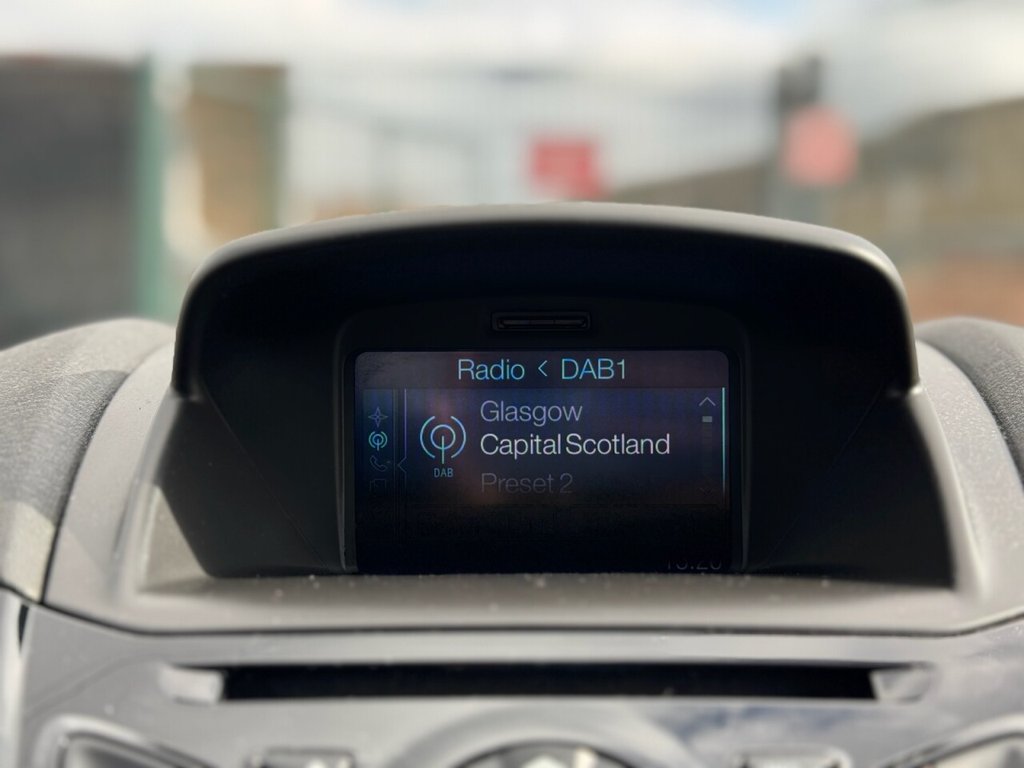 Radio < DAB1
Glasgow
Capital Scotland
DAB
Preset 2